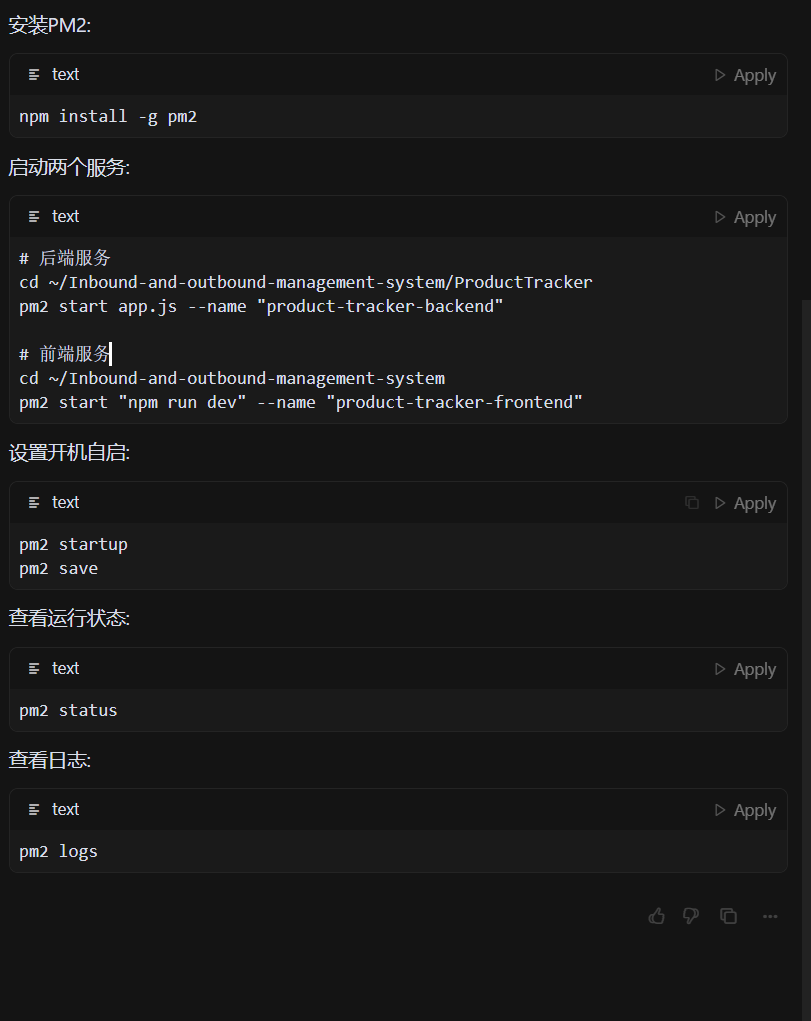 安装PM2:
text
Apply
npm install -g pm2
启动两个服务:
text
Apply
# 后端服务
cd ~/Inbound-and-outbound-management-system/ProductTracker
pm2 start app.js --name "product-tracker-backend"
# 前端服务
cd ~/Inbound-and-outbound-management-system
pm2 start "npm run dev" --name "product-tracker-frontend"
设置开机自启:
text
Apply
pm2 startup
pm2 save
查看运行状态:
text
Apply
pm2 status
查看日志:
text
Apply
pm2 logs